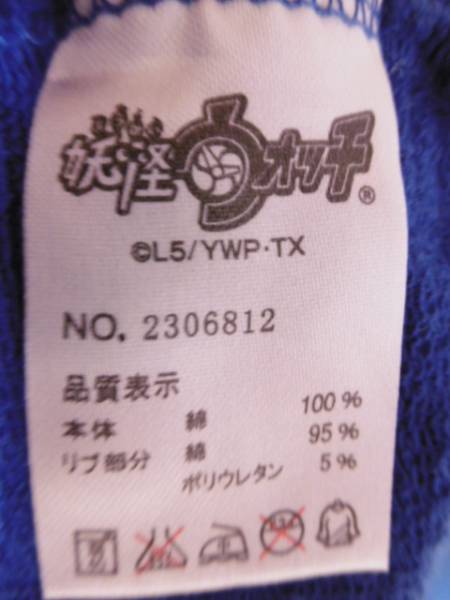 妖怪ウォッチ®
©L5/YWP·TX
NO. 2306812
品質表示
本体 綿 100%
リブ部分 綿 95%
ポリウレタン 5%